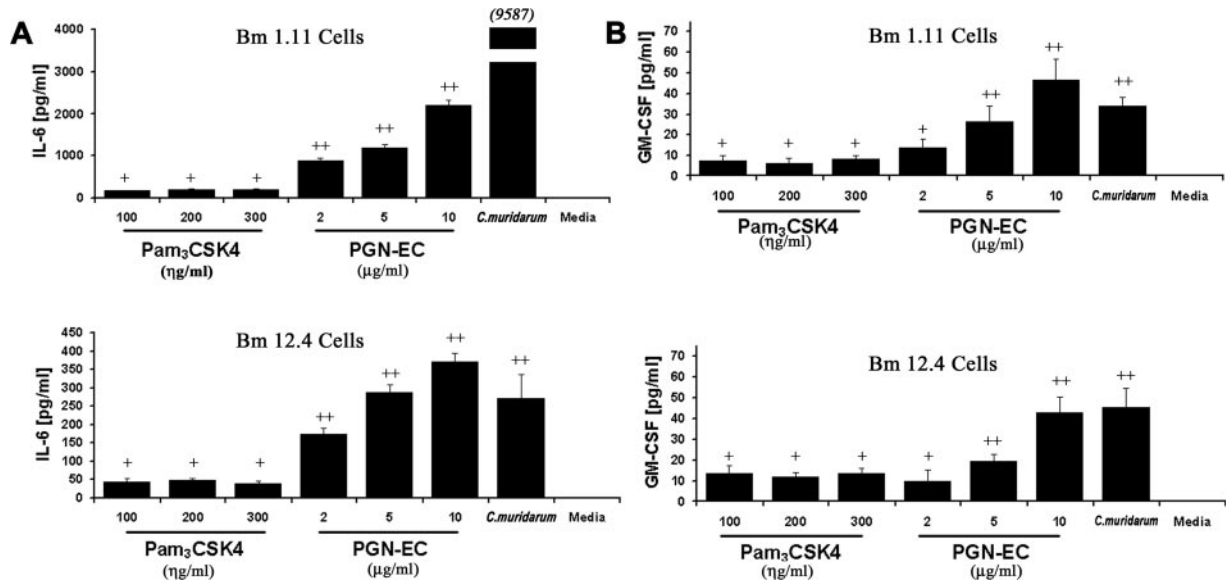 A
Bm 1.11 Cells
(9587)
IL-6 [pg/ml]
4000
3000
2000
1000
0
+ + + ++ ++ ++
100 200 300 2 5 10 C.muridarum Media
Pam₃CSK4 PGN-EC
(ηg/ml) (µg/ml)
B
Bm 1.11 Cells
GM-CSF [pg/ml]
70
60
50
40
30
20
10
0
+ + + + ++ ++ ++
100 200 300 2 5 10 C.muridarum Media
Pam₃CSK4 PGN-EC
(ηg/ml) (µg/ml)
Bm 12.4 Cells
IL-6 [pg/ml]
450
400
350
300
250
200
150
100
50
0
+ + + ++ ++ ++ ++
100 200 300 2 5 10 C.muridarum Media
Pam₃CSK4 PGN-EC
(ηg/ml) (µg/ml)
Bm 12.4 Cells
GM-CSF [pg/ml]
70
60
50
40
30
20
10
0
+ + + + ++ ++ ++
100 200 300 2 5 10 C.muridarum Media
Pam₃CSK4 PGN-EC
(ηg/ml) (µg/ml)